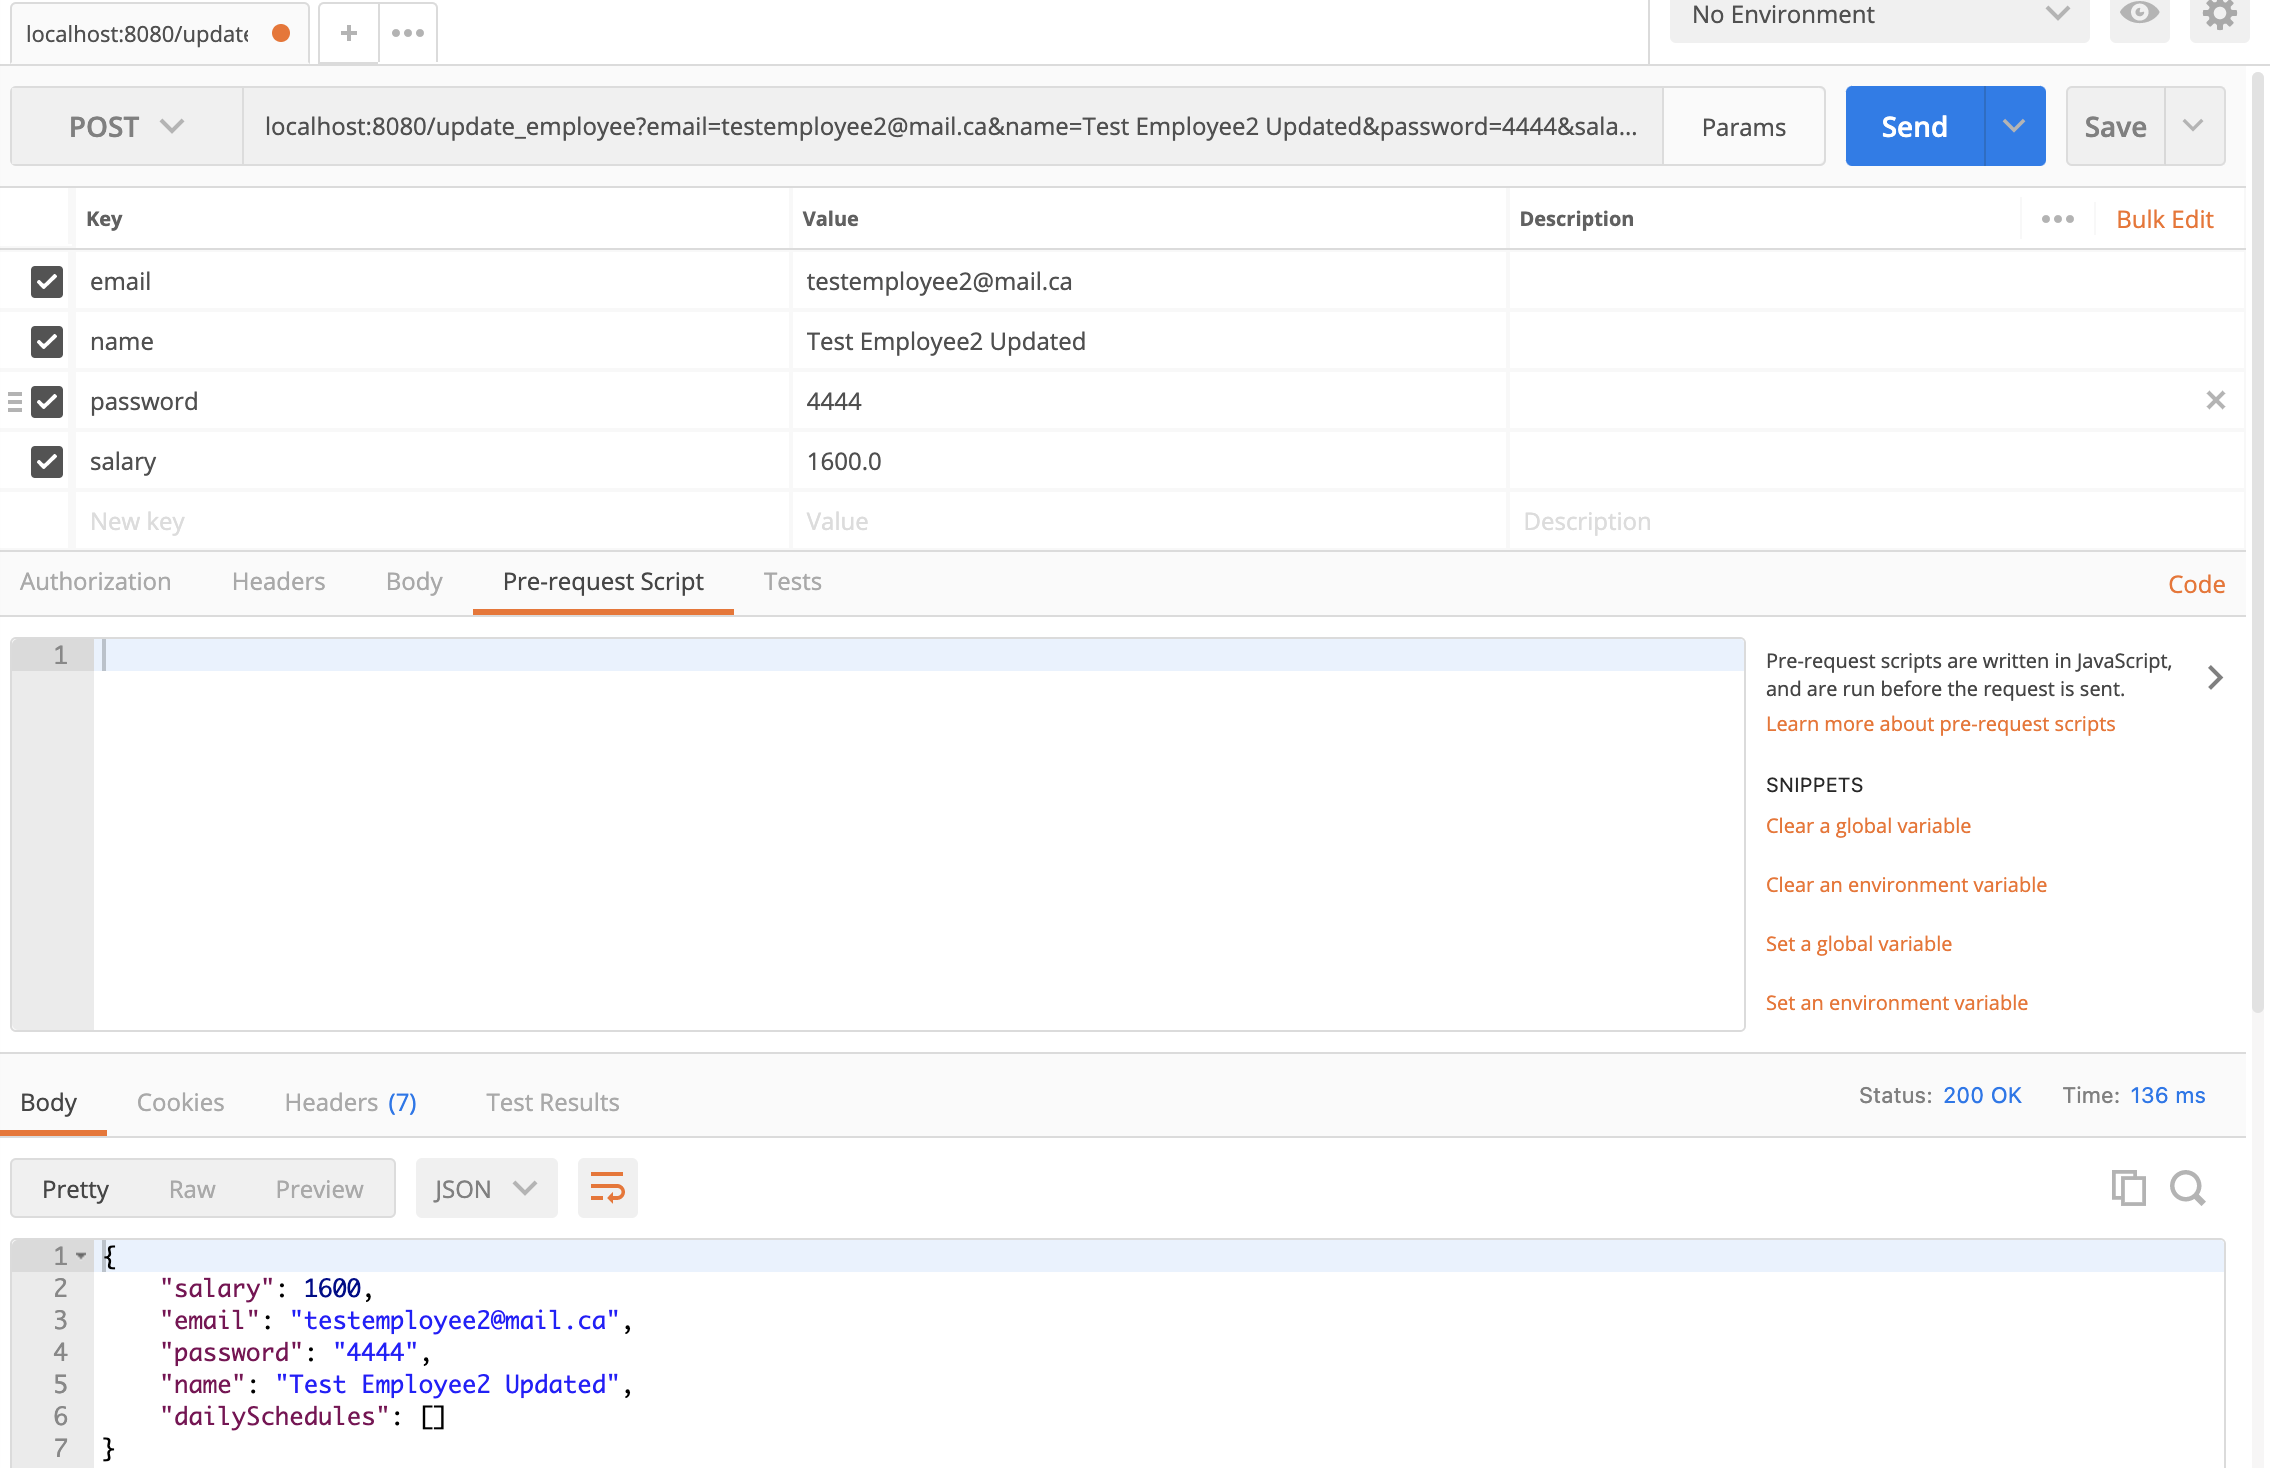 localhost:8080/update
No Environment
POST
localhost:8080/update_employee?email=testemployee2@mail.ca&name=Test Employee2 Updated&password=4444&sala...
Params
Send
Save
Key Value Description Bulk Edit
email testemployee2@mail.ca
name Test Employee2 Updated
password 4444
salary 1600.0
New key Value Description
Authorization Headers Body Pre-request Script Tests Code
1
Pre-request scripts are written in JavaScript,
and are run before the request is sent.
Learn more about pre-request scripts
SNIPPETS
Clear a global variable
Clear an environment variable
Set a global variable
Set an environment variable
Body Cookies Headers (7) Test Results Status: 200 OK Time: 136 ms
Pretty Raw Preview JSON
1 {
2 "salary": 1600,
3 "email": "testemployee2@mail.ca",
4 "password": "4444",
5 "name": "Test Employee2 Updated",
6 "dailySchedules": []
7 }